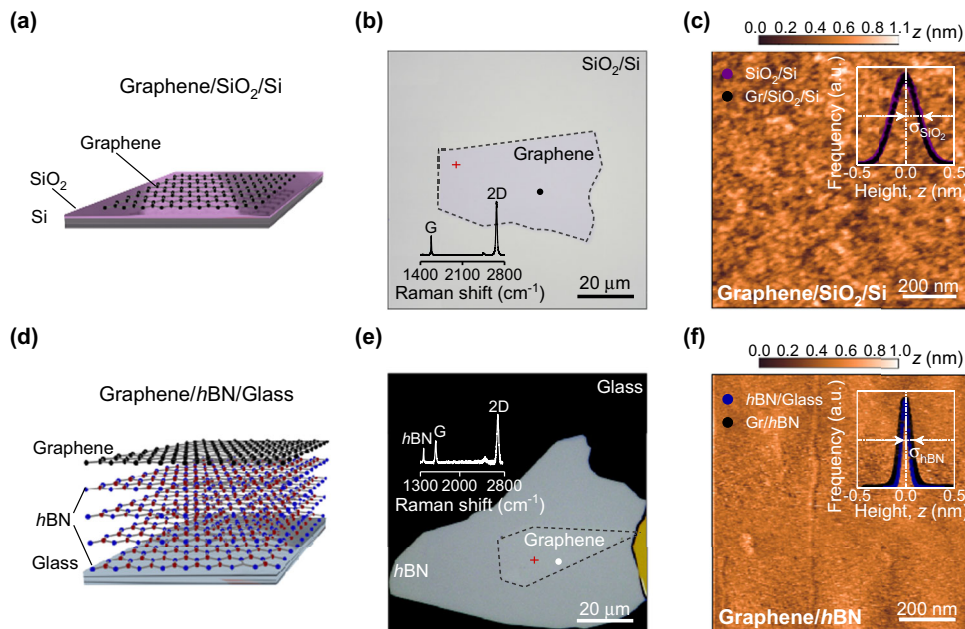 (a)
Graphene/SiO₂/Si
Graphene
SiO₂
Si
(b)
SiO₂/Si
Graphene
G
2D
1400 2100 2800
Raman shift (cm⁻¹)
20 μm
(c)
0.0 0.2 0.4 0.6 0.8 1.1 z (nm)
SiO₂/Si
Gr/SiO₂/Si
Frequency (a.u.)
σSiO₂
-0.5 0.0 0.5
Height, z (nm)
Graphene/SiO₂/Si
200 nm
(d)
Graphene/hBN/Glass
Graphene
hBN
Glass
(e)
Glass
hBN
G
2D
1300 2000 2800
Raman shift (cm⁻¹)
Graphene
hBN
20 μm
(f)
0.0 0.2 0.4 0.6 0.8 1.0 z (nm)
hBN/Glass
Gr/hBN
Frequency (a.u.)
σhBN
-0.5 0.0 0.5
Height, z (nm)
Graphene/hBN
200 nm